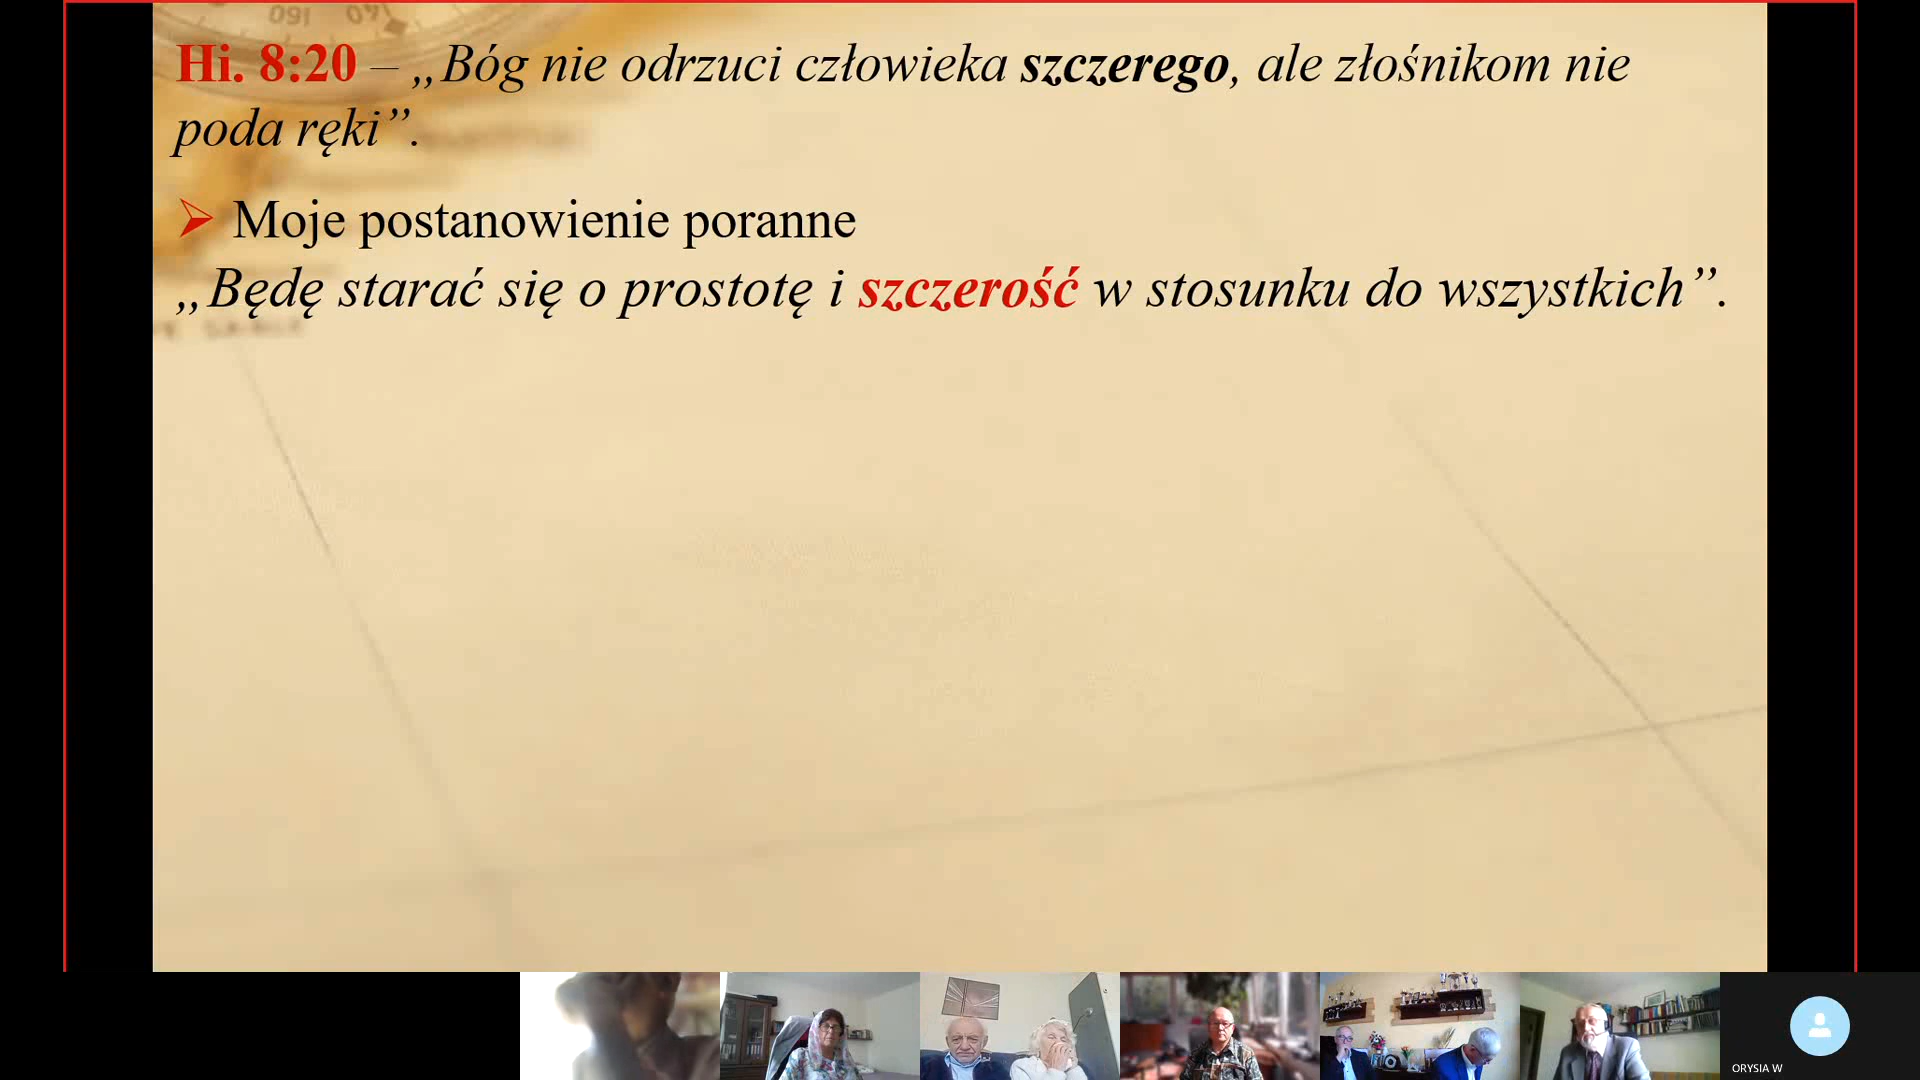 Hi. 8:20 – „Bóg nie odrzuci człowieka szczerego, ale złośnikom nie
poda ręki”.
Moje postanowienie poranne
„Będę starać się o prostotę i szczerość w stosunku do wszystkich”.
ORYSIA W